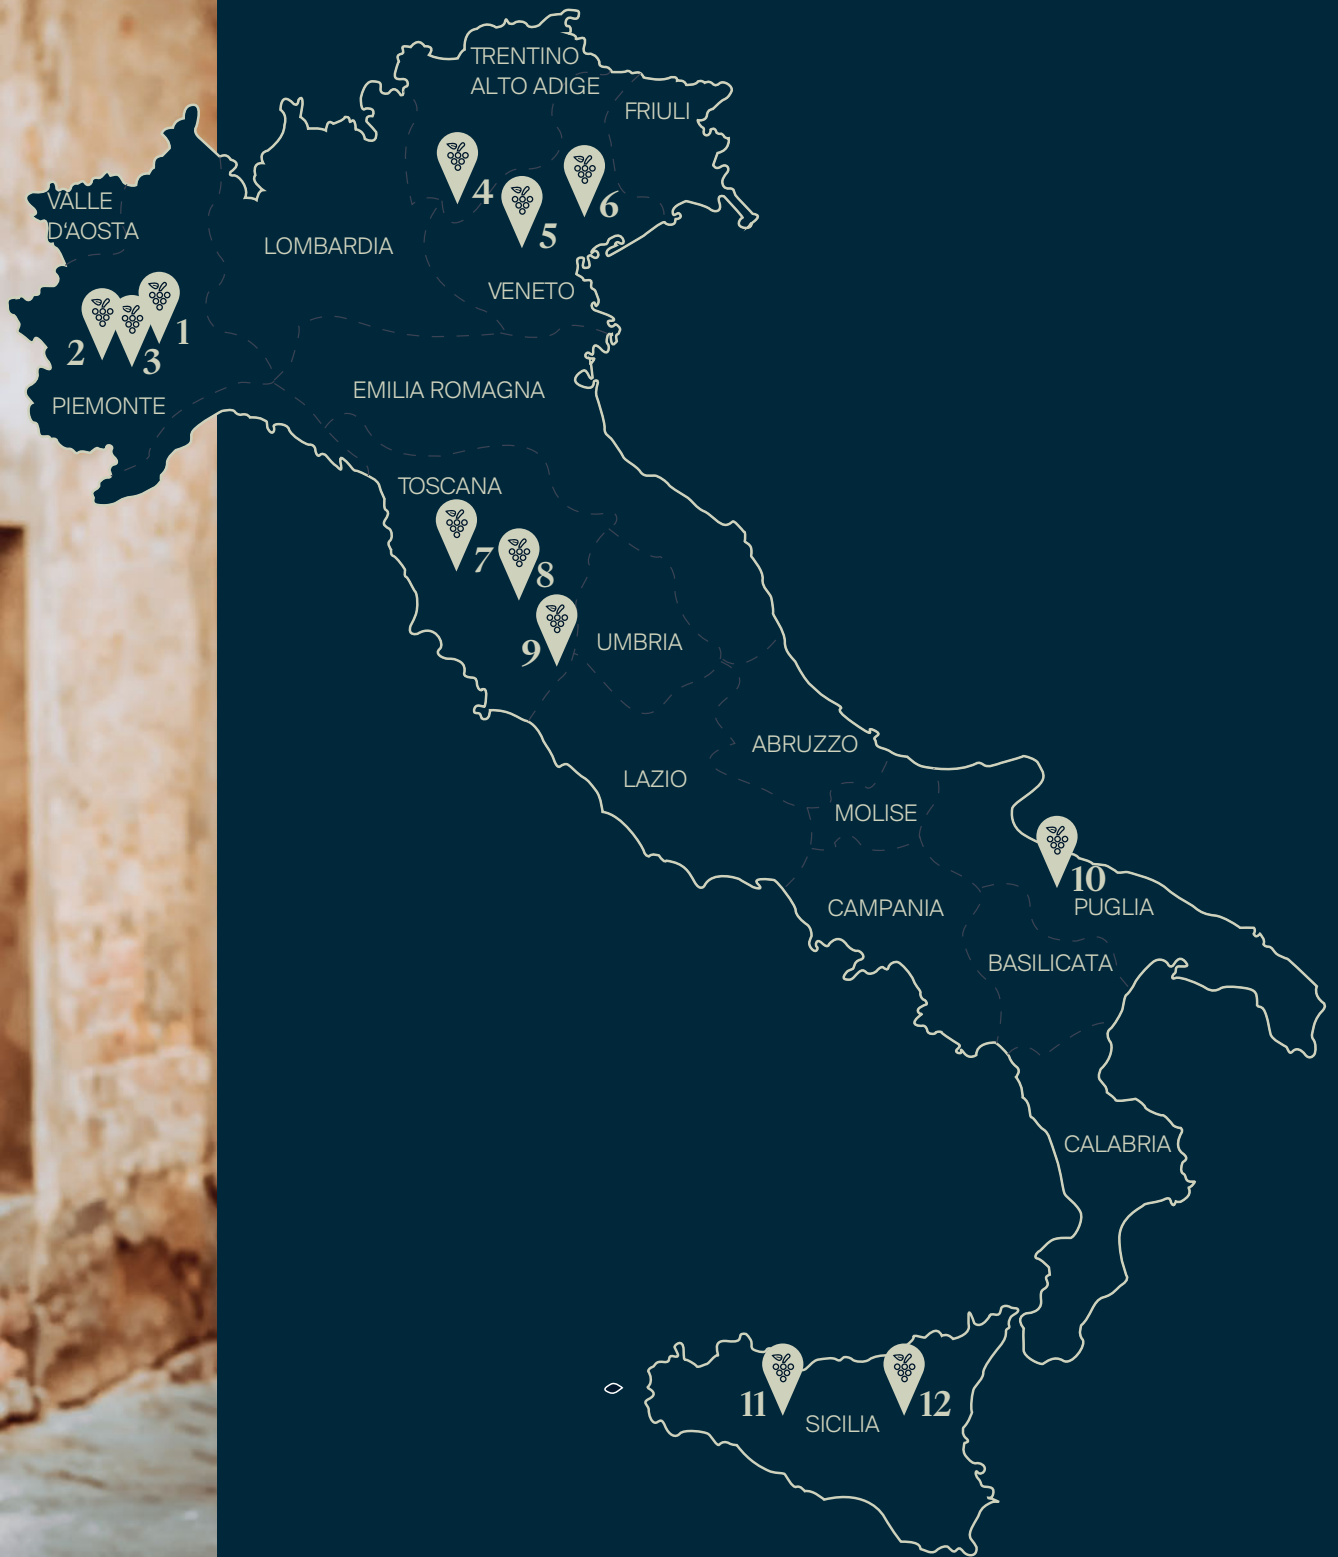 TRENTINO
ALTO ADIGE
FRIULI
VALLE
D'AOSTA
LOMBARDIA
4
5
6
VENETO
1
2
3
PIEMONTE
EMILIA ROMAGNA
TOSCANA
7
8
9
UMBRIA
ABRUZZO
LAZIO
MOLISE
10
PUGLIA
CAMPANIA
BASILICATA
CALABRIA
11
12
SICILIA